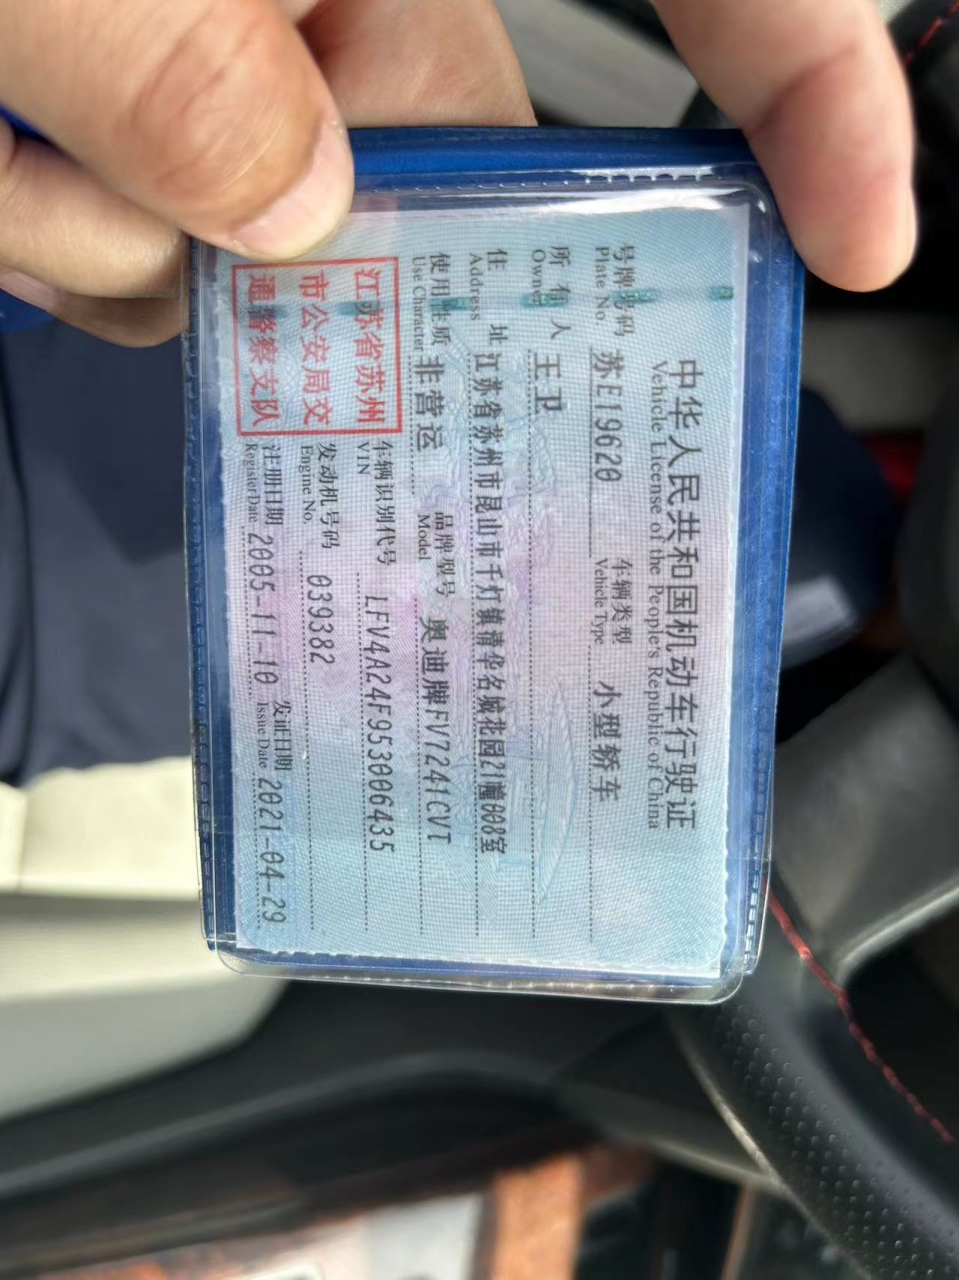 中华人民共和国机动车行驶证
Vehicle License of the People's Republic of China
号牌号码 苏E19620 车辆类型 小型轿车
Plate No. Vehicle Type
所有人 王卫
Owner
住址 江苏省苏州市昆山市千灯镇普华名城花园21幢808室
Address
使用性质 非营运 品牌型号 奥迪牌FV7241CVT
Use Character Model
江苏省苏州
市公安局交
通警察支队
车辆识别代号 LFV4A24F953006435
VIN
发动机号码 039382
Engine No.
注册日期 2005-11-10 发证日期 2021-04-29
Register Date Issue Date